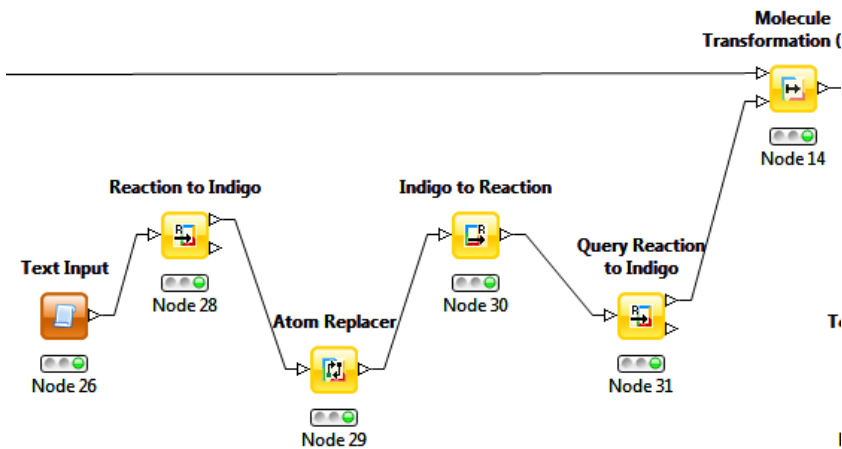 Molecule
Transformation (
Node 14
Reaction to Indigo
R
Node 28
Indigo to Reaction
R
Node 30
Query Reaction
to Indigo
R
Node 31
Text Input
Node 26
Atom Replacer
Node 29